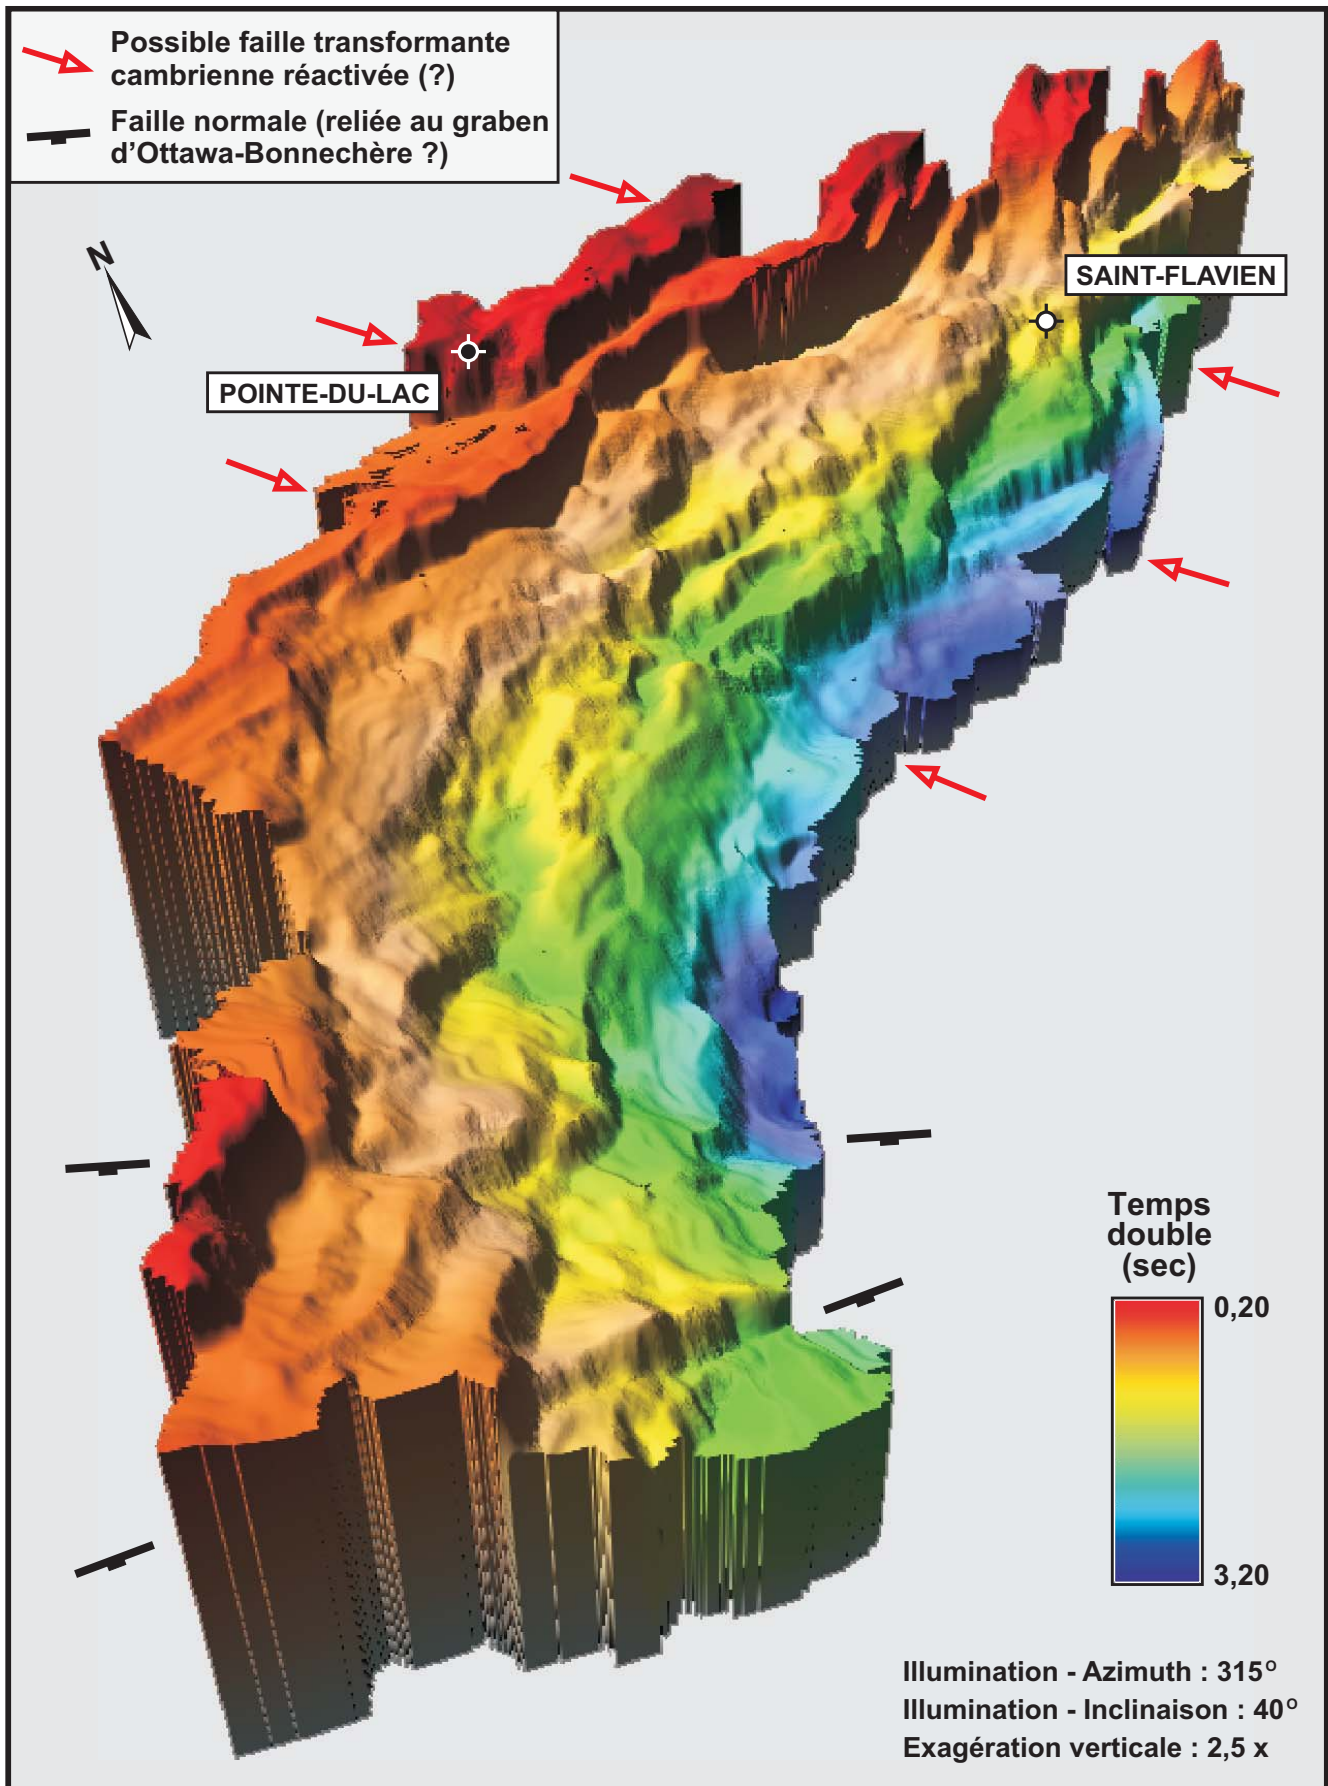 Possible faille transformante
cambrienne réactivée (?)
Faille normale (reliée au graben
d'Ottawa-Bonnechère ?)
N
SAINT-FLAVIEN
POINTE-DU-LAC
Temps
double
(sec)
0,20
3,20
Illumination - Azimuth : 315°
Illumination - Inclinaison : 40°
Exagération verticale : 2,5 x